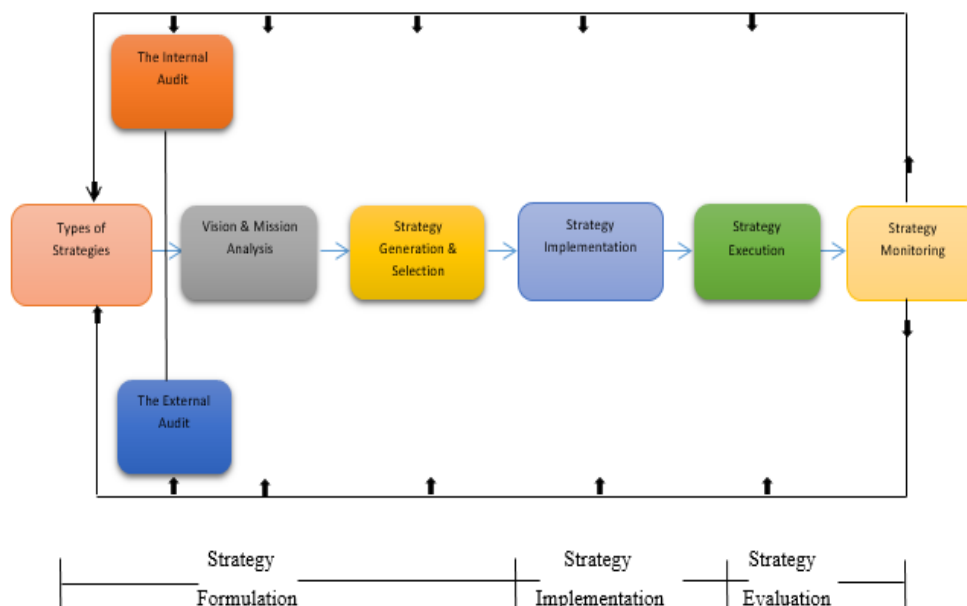 The Internal
Audit
Types of
Strategies
Vision & Mission
Analysis
Strategy
Generation &
Selection
Strategy
Implementation
Strategy
Execution
Strategy
Monitoring
The External
Audit
Strategy
Formulation
Strategy
Implementation
Strategy
Evaluation